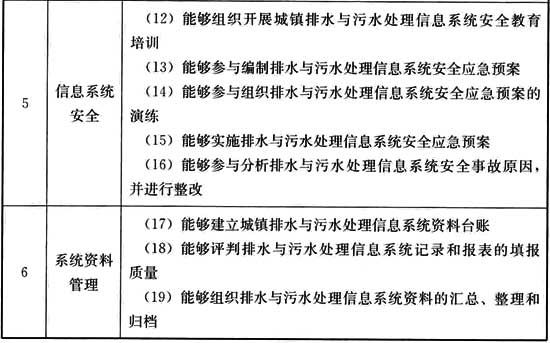 5
信息系统
安全
（12）能够组织开展城镇排水与污水处理信息系统安全教育
培训
（13）能够参与编制排水与污水处理信息系统安全应急预案
（14）能够参与组织排水与污水处理信息系统安全应急预案的
演练
（15）能够实施排水与污水处理信息系统安全应急预案
（16）能够参与分析排水与污水处理信息系统安全事故原因，
并进行整改
6
系统资料
管理
（17）能够建立城镇排水与污水处理信息系统资料台账
（18）能够评判排水与污水处理信息系统记录和报表的填报
质量
（19）能够组织排水与污水处理信息系统资料的汇总、整理和
归档